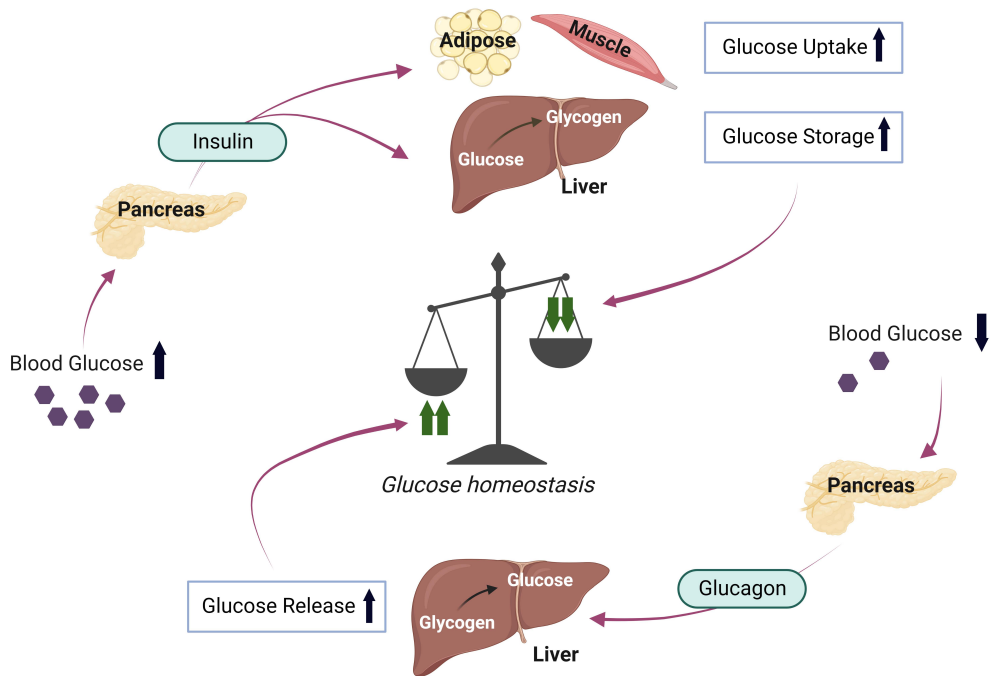 Adipose
Muscle
Glucose Uptake
Insulin
Glycogen
Glucose
Liver
Glucose Storage
Pancreas
Blood Glucose
Blood Glucose
Glucose homeostasis
Pancreas
Glucagon
Glucose
Glycogen
Liver
Glucose Release